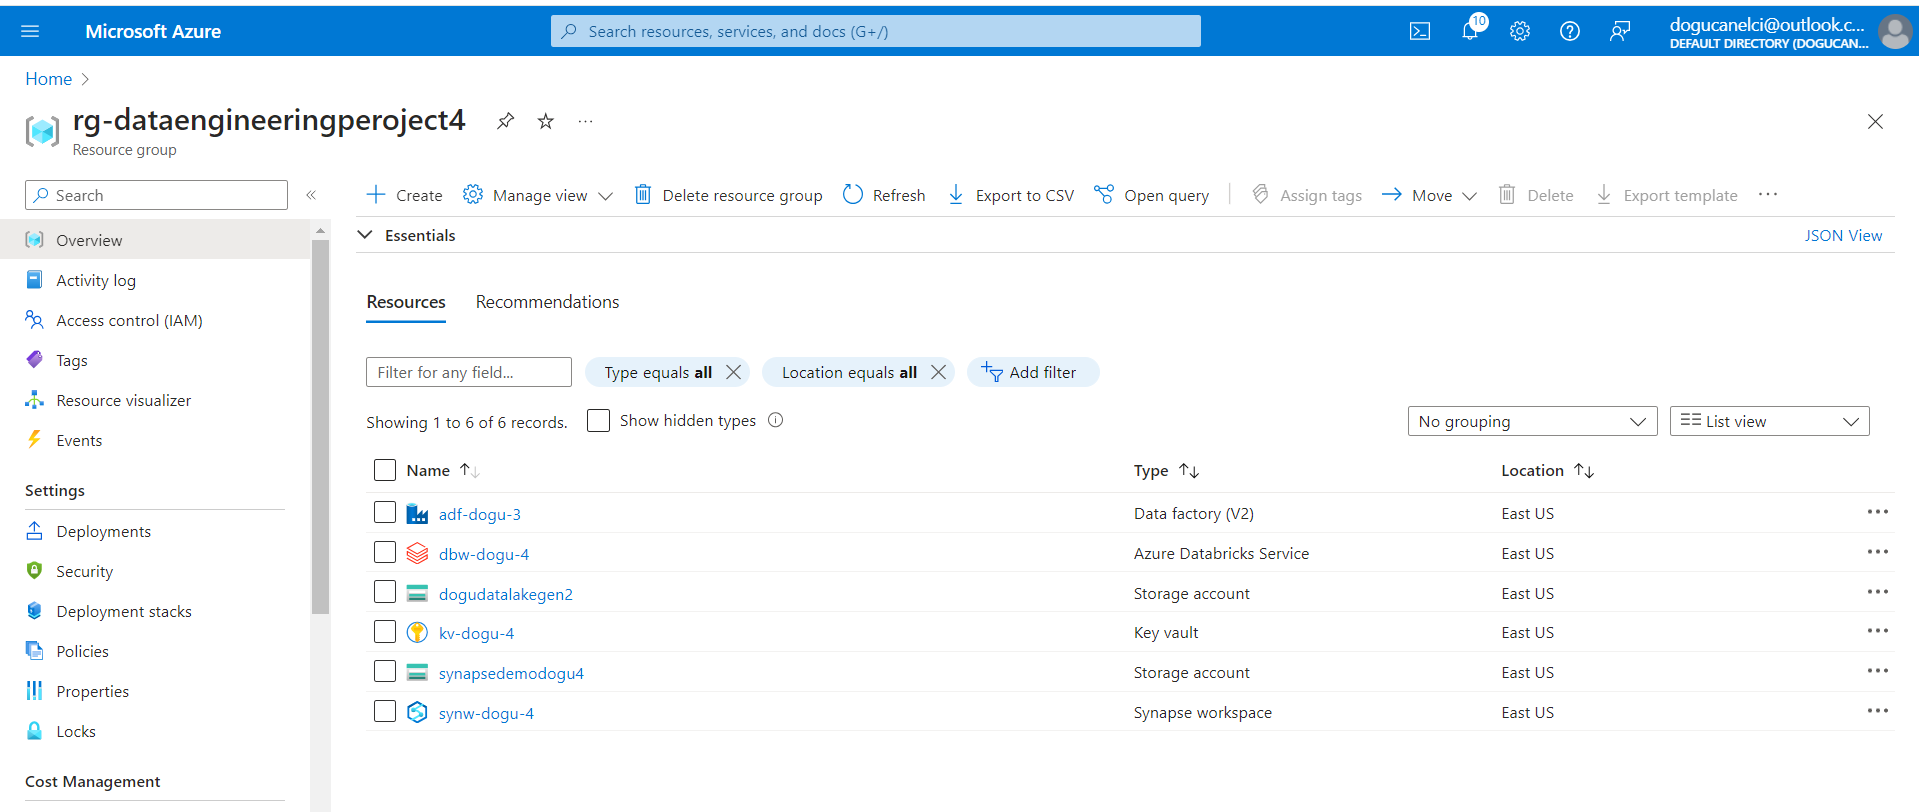 Microsoft Azure
Search resources, services, and docs (G+/)
10
dogucanelci@outlook.c...
DEFAULT DIRECTORY (DOGUCAN...
Home
rg-dataengineeringperoject4
Resource group
Search
Create
Manage view
Delete resource group
Refresh
Export to CSV
Open query
Assign tags
Move
Delete
Export template
Overview
Activity log
Access control (IAM)
Tags
Resource visualizer
Events
Settings
Deployments
Security
Deployment stacks
Policies
Properties
Locks
Cost Management
Essentials
JSON View
Resources Recommendations
Filter for any field...
Type equals all
Location equals all
Add filter
Showing 1 to 6 of 6 records.
Show hidden types
No grouping
List view
Name Type Location
adf-dogu-3 Data factory (V2) East US
dbw-dogu-4 Azure Databricks Service East US
dogudatalakegen2 Storage account East US
kv-dogu-4 Key vault East US
synapsedemodogu4 Storage account East US
synw-dogu-4 Synapse workspace East US